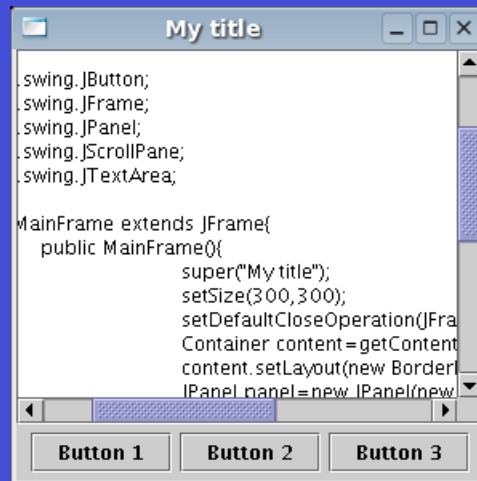 My title
.swing.JButton;
.swing.JFrame;
.swing.JPanel;
.swing.JScrollPane;
.swing.JTextArea;
MainFrame extends JFrame{
public MainFrame(){
super("My title");
setSize(300,300);
setDefaultCloseOperation(JFra
Container content=getContent
content.setLayout(new Borderl
JPanel panel=new JPanel(new
Button 1 Button 2 Button 3